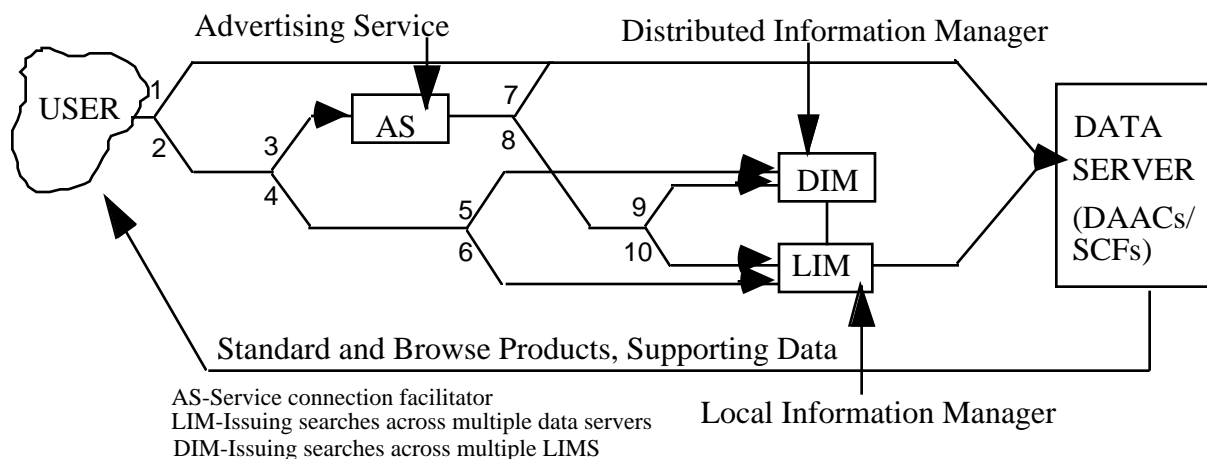 Advertising Service
Distributed Information Manager
USER
1
2
3
4
AS
7
8
5
6
9
10
DIM
LIM
DATA
SERVER
(DAACs/
SCFs)
Standard and Browse Products, Supporting Data
AS-Service connection facilitator
LIM-Issuing searches across multiple data servers
DIM-Issuing searches across multiple LIMS
Local Information Manager